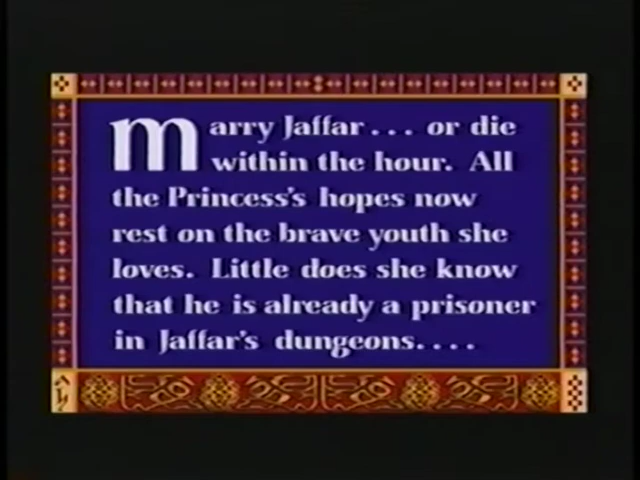 Marry Jaffar... or die
within the hour. All
the Princess's hopes now
rest on the brave youth she
loves. Little does she know
that he is already a prisoner
in Jaffar's dungeons....